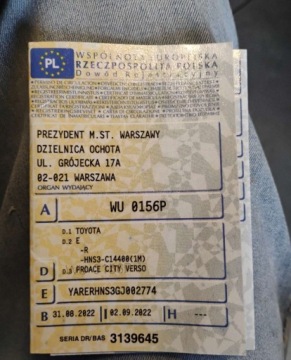 PL
WSPÓLNOTA EUROPEJSKA
RZECZPOSPOLITA POLSKA
Dowód Rejestracyjny
PREZYDENT M.ST. WARSZAWY
DZIELNICA OCHOTA
UL. GRÓJECKA 17A
02-021 WARSZAWA
ORGAN WYDAJĄCY
A WU 0156P
D.1 TOYOTA
D.2 E
-R
-HNS3-C14400(1M)
D D.3 PROACE CITY VERSO
E YARERHNS3GJ002774
B 31.08.2022 I 02.09.2022 H ---
SERIA DR/BAS 3139645